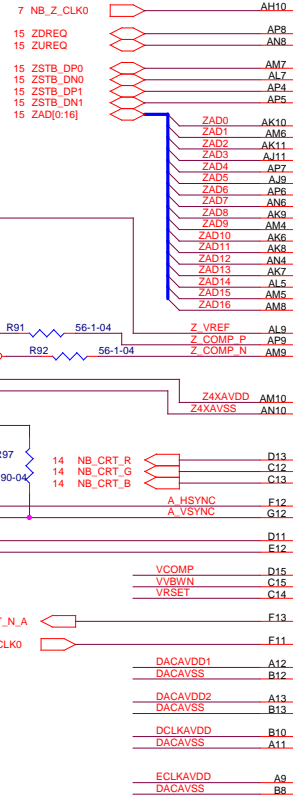 7 NB_Z_CLK0 AH10
15 ZDREQ AP8
15 ZUREQ AN8
15 ZSTB_DP0 AM7
15 ZSTB_DN0 AL7
15 ZSTB_DP1 AP4
15 ZSTB_DN1 AP5
15 ZAD[0:16]
ZAD0 AK10
ZAD1 AM6
ZAD2 AK11
ZAD3 AJ11
ZAD4 AP7
ZAD5 AJ9
ZAD6 AP6
ZAD7 AN6
ZAD8 AK9
ZAD9 AM4
ZAD10 AK6
ZAD11 AK8
ZAD12 AN4
ZAD13 AK7
ZAD14 AL5
ZAD15 AM5
ZAD16 AM8
R91 56-1-04 Z_VREF AL9
Z_COMP_P AP9
R92 56-1-04 Z_COMP_N AM9
Z4XAVDD AM10
Z4XAVSS AN10
R97 14 NB_CRT_R D13
14 NB_CRT_G C12
90-04 14 NB_CRT_B C13
A_HSYNC F12
A_VSYNC G12
D11
E12
VCOMP D15
VVBWN C15
VRSET C14
T_N_A F13
CLK0 F11
DACAVDD1 A12
DACAVSS B12
DACAVDD2 A13
DACAVSS B13
DCLKAVDD B10
DACAVSS A11
ECLKAVDD A9
DACAVSS B8